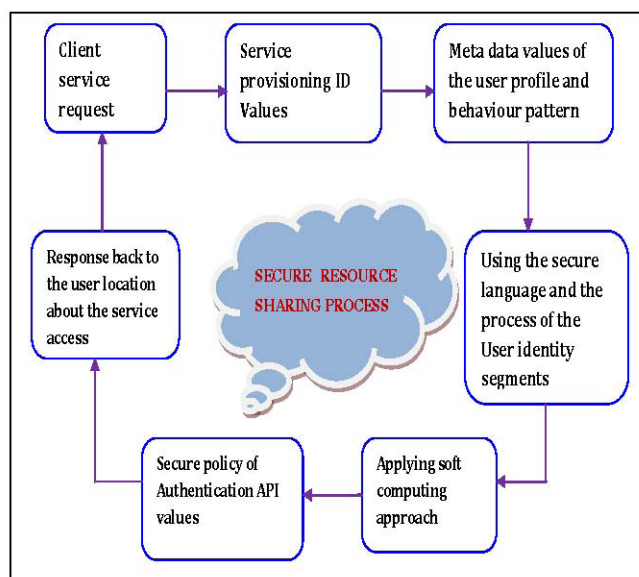 Client
service
request
Service
provisioning ID
Values
Meta data values of
the user profile and
behaviour pattern
Using the secure
language and the
process of the
User identity
segments
Applying soft
computing
approach
Secure policy of
Authentication API
values
Response back to
the user location
about the service
access
SECURE RESOURCE
SHARING PROCESS